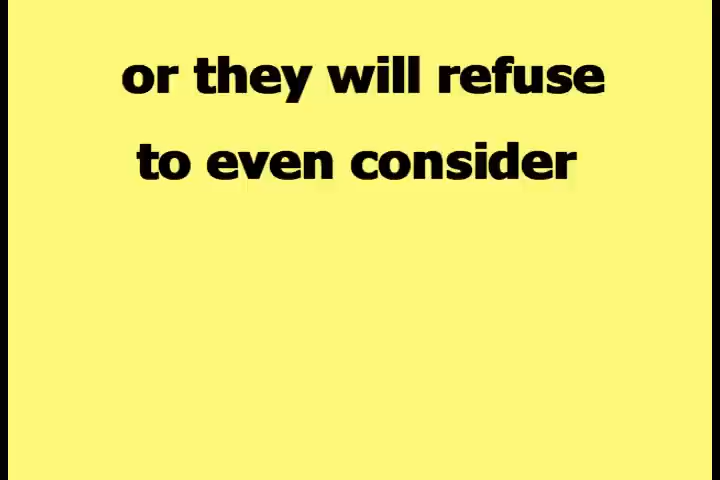 or they will refuse
to even consider